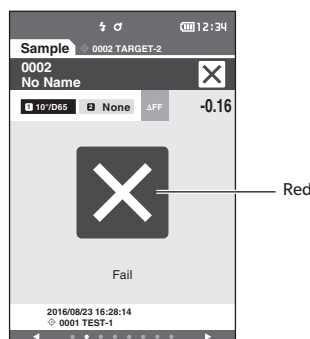 12:34
Sample 0002 TARGET-2
0002
No Name
1 10°/D65 2 None ΔFF -0.16
Red
Fail
2016/08/23 16:28:14
0001 TEST-1